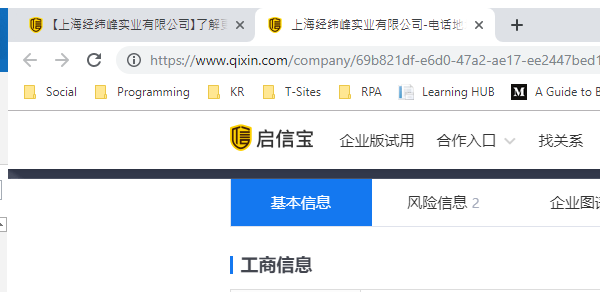 【上海经纬峰实业有限公司】了解更
上海经纬峰实业有限公司-电话地
https://www.qixin.com/company/69b821df-e6d0-47a2-ae17-ee2447bed1
Social Programming KR T-Sites RPA Learning HUB M A Guide to B
启信宝 企业版试用 合作入口 找关系
基本信息 风险信息 2 企业图谱
工商信息